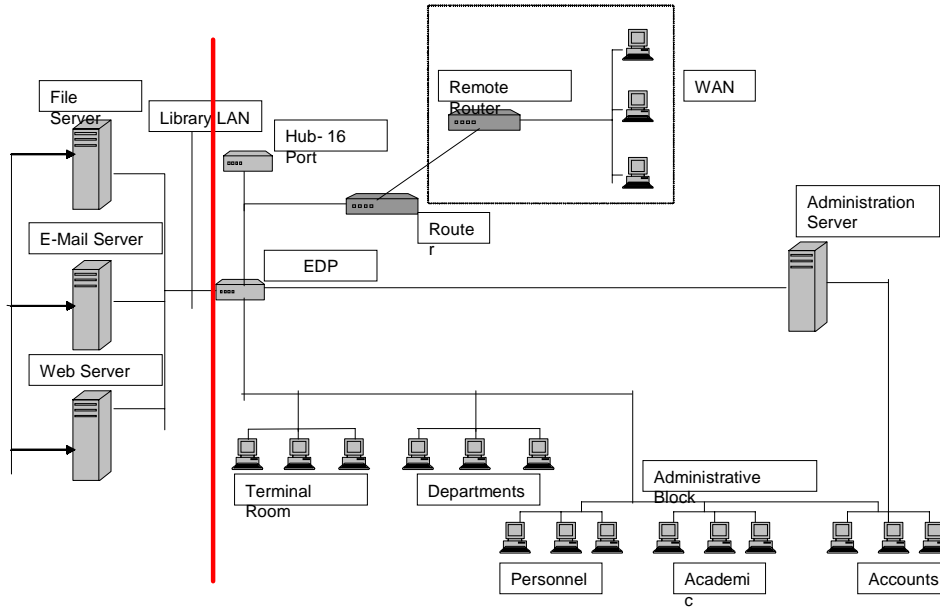 File
Server
Library LAN
Hub- 16
Port
Remote
Router
WAN
Administration
Server
E-Mail Server
Route
r
EDP
Web Server
Terminal
Room
Departments
Administrative
Block
Personnel
Academi
c
Accounts